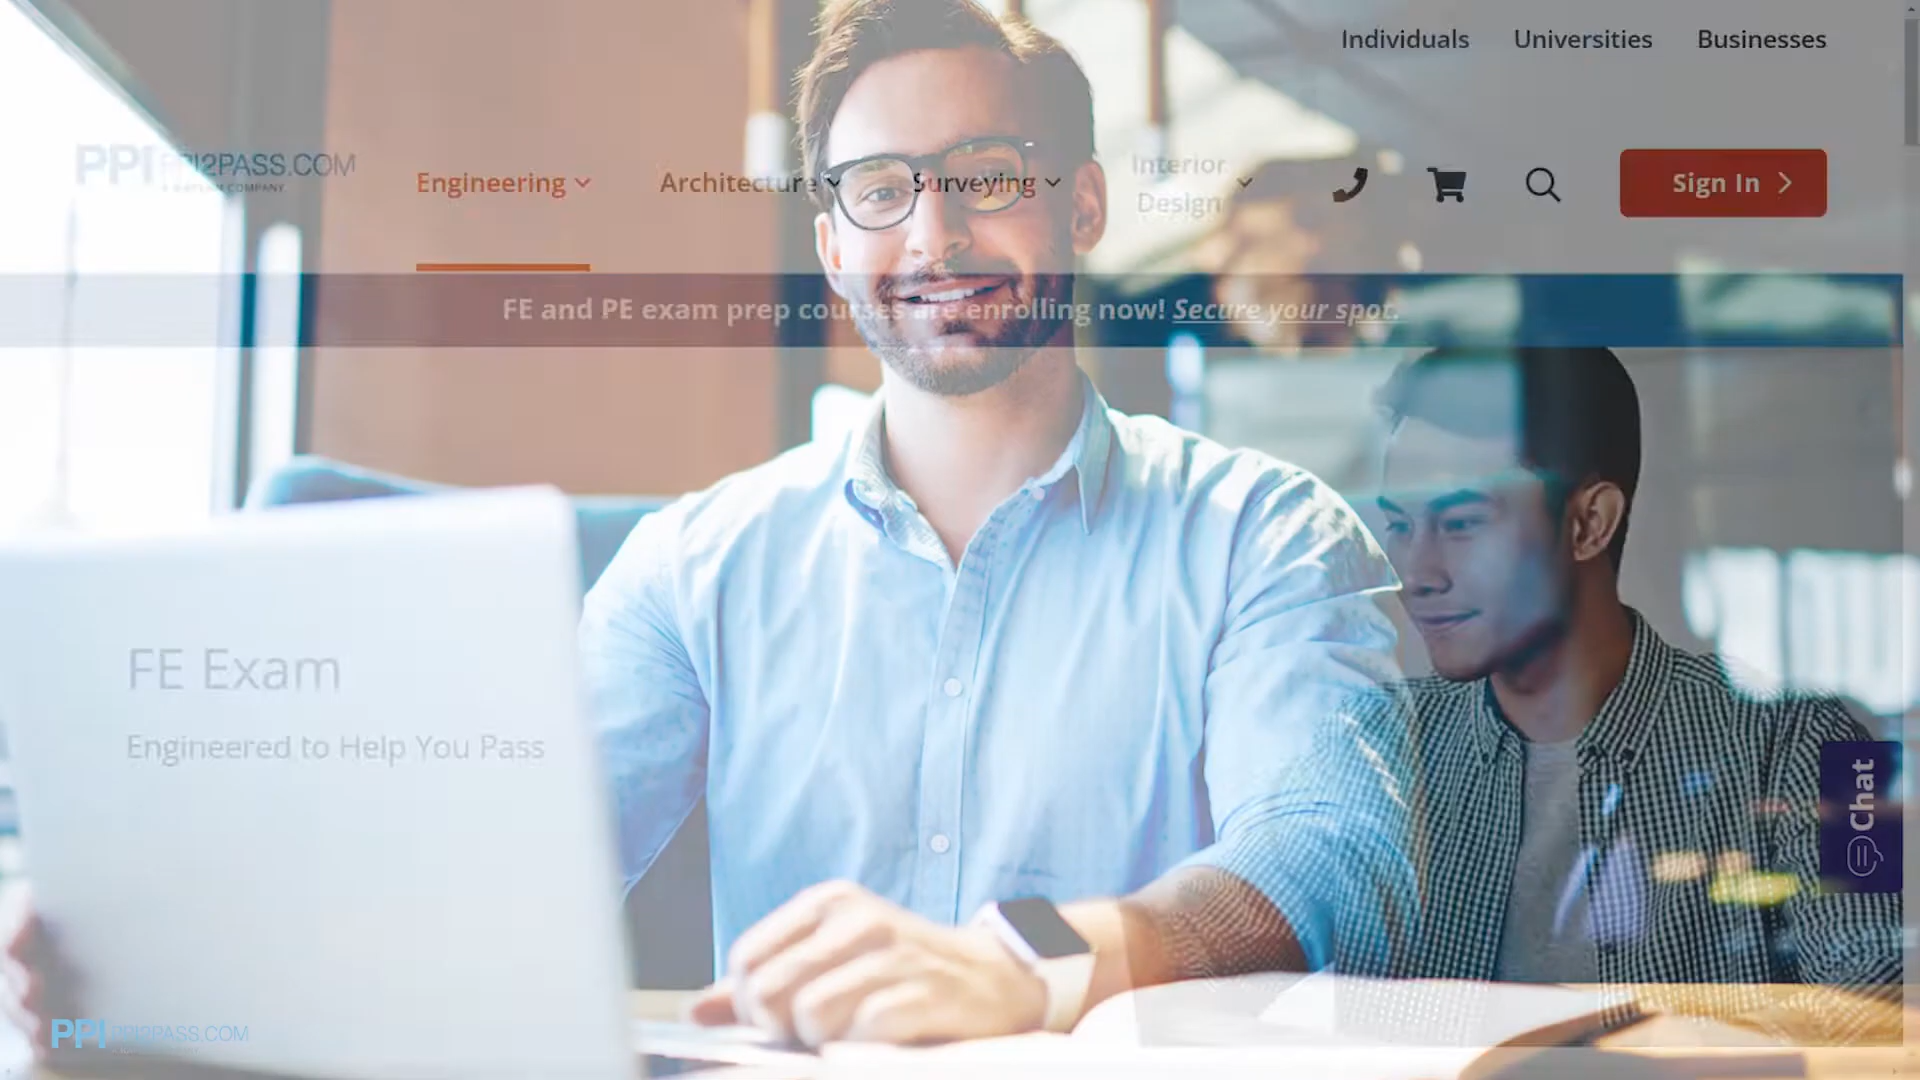 Individuals Universities Businesses
PPI PPI2PASS.COM
Engineering Architecture Surveying Interior Design Sign In
FE and PE exam prep courses are enrolling now! Secure your spot.
FE Exam
Engineered to Help You Pass
Chat
PPI PPI2PASS.COM